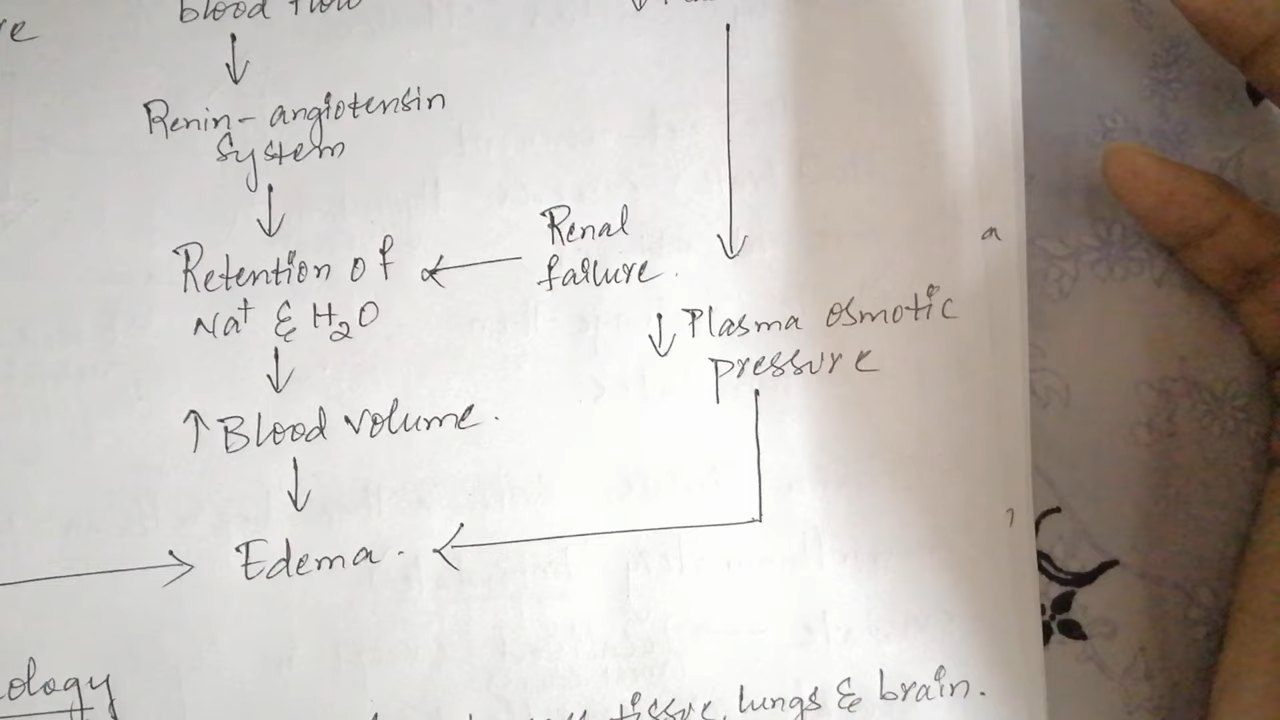 blood flow
↓
Renin-angiotensin
system
↓
Retention of ← Renal
failure.
Na⁺ & H₂O
↓ Plasma osmotic
pressure
↓
↑ Blood volume.
↓
→ Edema. ←
tissue, lungs & brain.